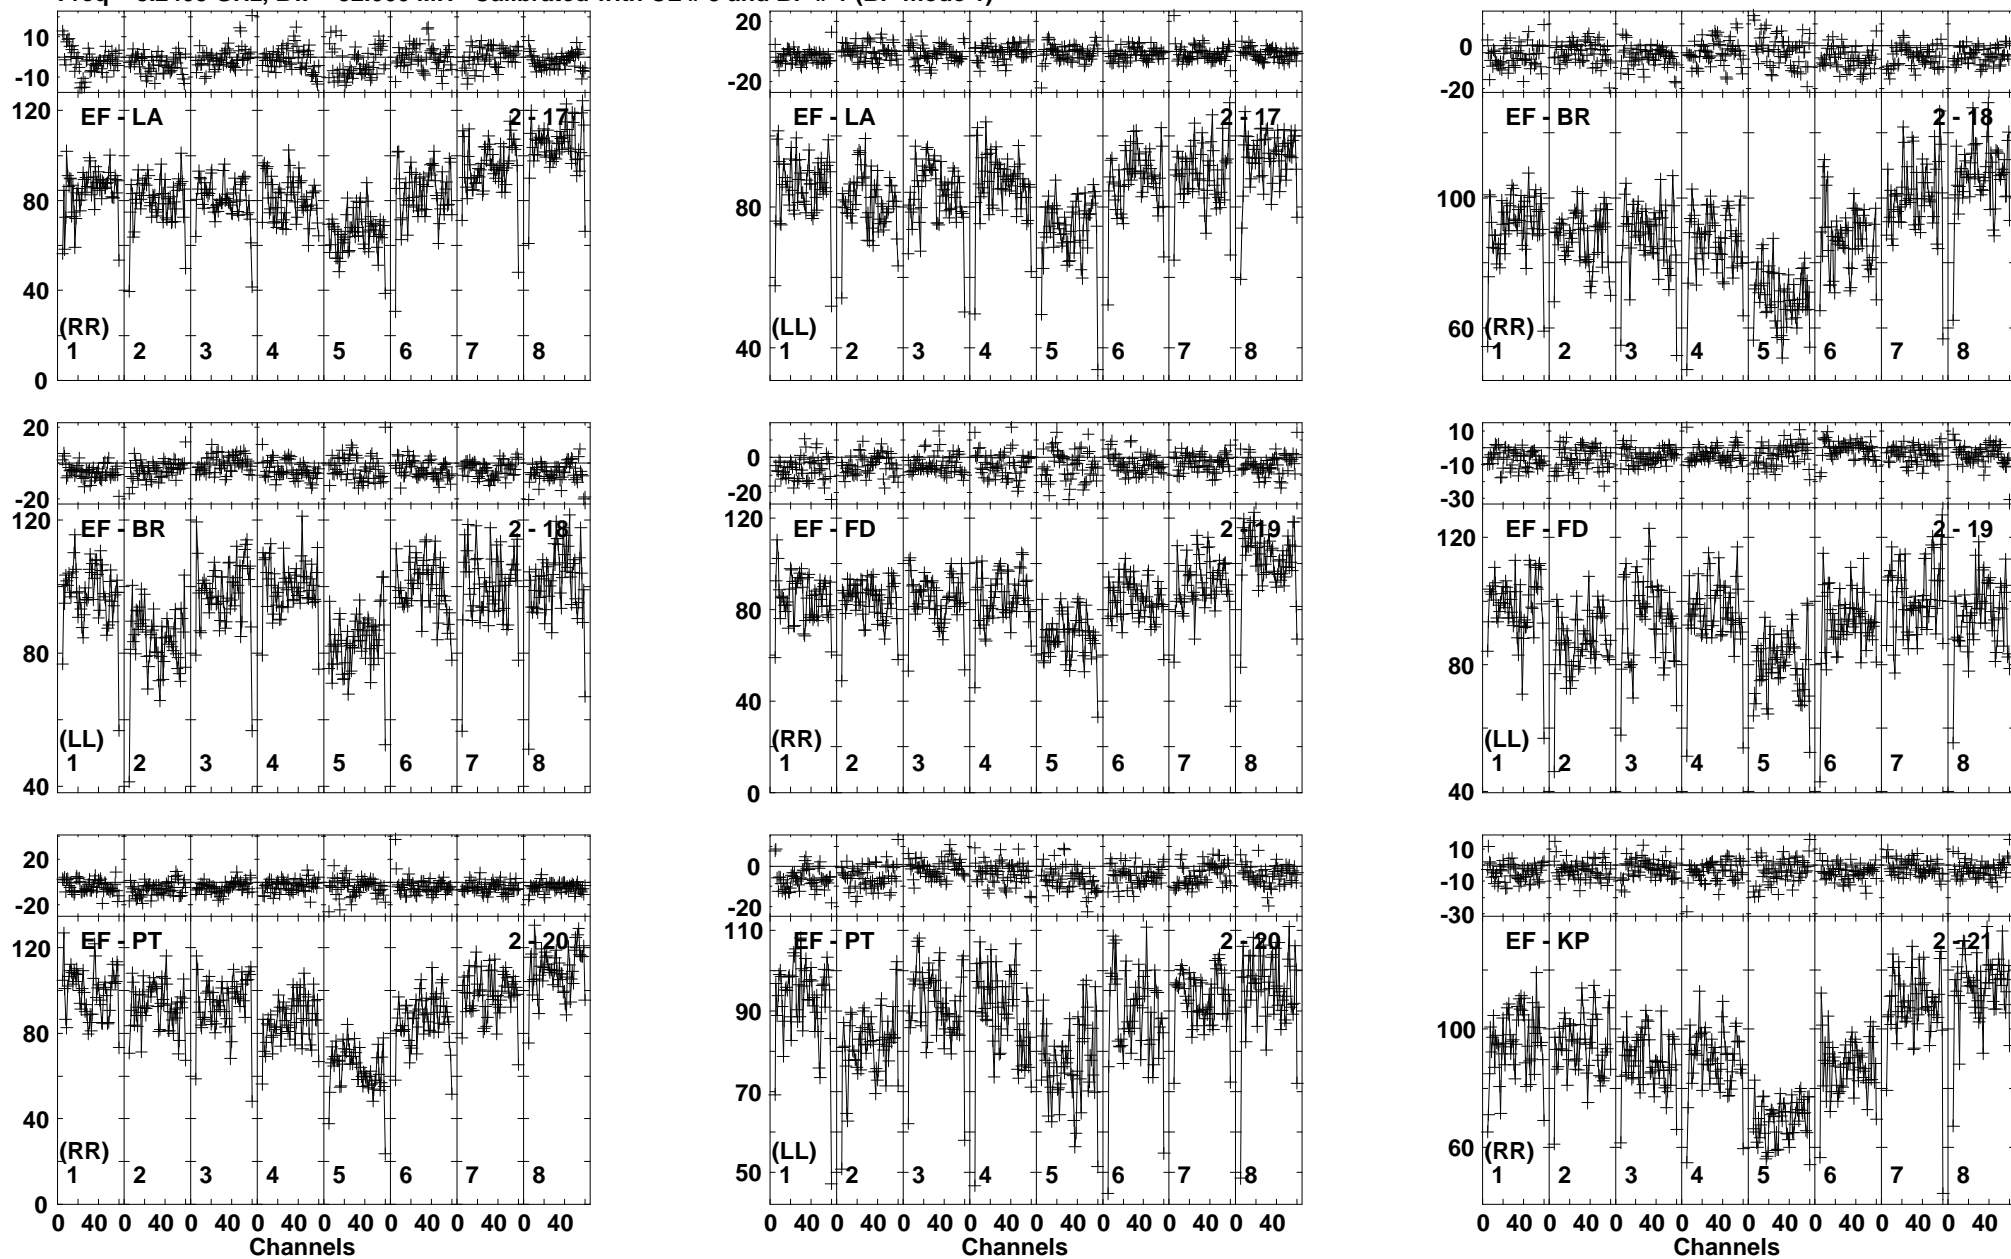 10 -10 20 -20 0 -20
EF - LA 2 - 17 EF - LA 2 - 17 EF - BR 2 - 18
120 80 40 0 80 40 100 60
(RR) (LL) (RR)
1 2 3 4 5 6 7 8 1 2 3 4 5 6 7 8 1 2 3 4 5 6 7 8
20 -20 0 -20 10 -10 -30
EF - BR 2 - 18 EF - FD 2 - 19 EF - FD 2 - 19
120 80 40 120 80 40 0 120 80 40
(LL) (RR) (LL)
1 2 3 4 5 6 7 8 1 2 3 4 5 6 7 8 1 2 3 4 5 6 7 8
20 -20 0 -20 10 -10 -30
EF - PT 2 - 20 EF - PT 2 - 20 EF - KP 2 - 21
120 80 40 0 110 90 70 50 100 60
(RR) (LL) (RR)
1 2 3 4 5 6 7 8 1 2 3 4 5 6 7 8 1 2 3 4 5 6 7 8
0 40 0 40 0 40 0 40 0 40 0 40 0 40 0 40 0 40 0 40 0 40 0 40 0 40 0 40 0 40 0 40 0 40 0 40 0 40 0 40 0 40 0 40 0 40 0 40
Channels Channels Channels